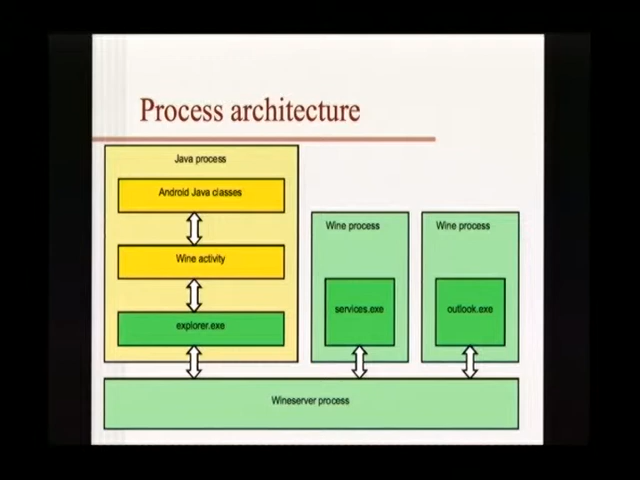 Process architecture
Java process
Android Java classes
Wine activity
explorer.exe
Wine process
services.exe
Wine process
outlook.exe
Wineserver process